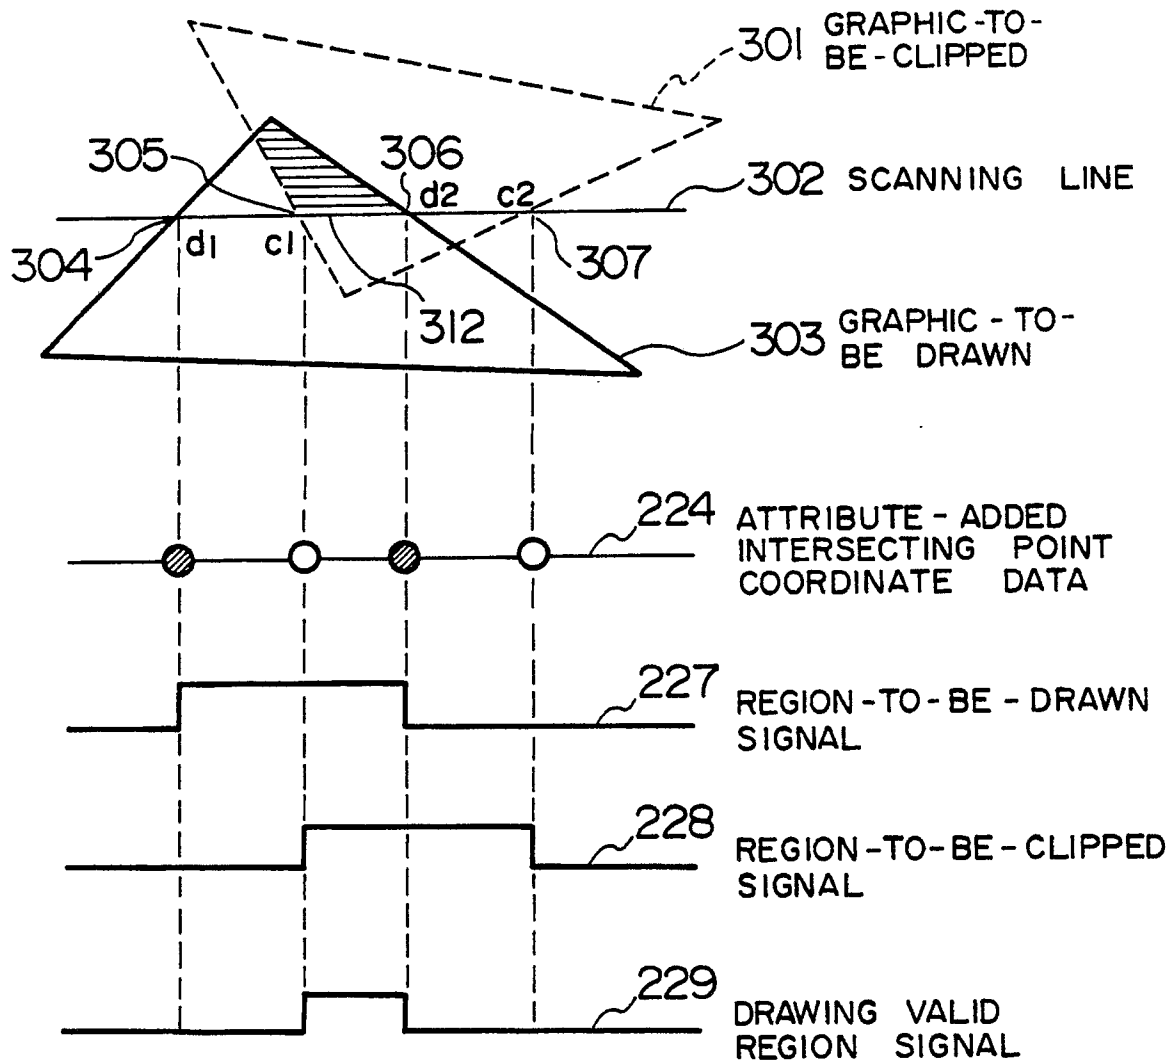 301 GRAPHIC-TO-
BE-CLIPPED
305
306
302 SCANNING LINE
d2
c2
304
d1
c1
307
312
303 GRAPHIC-TO-
BE DRAWN
224 ATTRIBUTE-ADDED
INTERSECTING POINT
COORDINATE DATA
227
REGION-TO-BE-DRAWN
SIGNAL
228
REGION-TO-BE-CLIPPED
SIGNAL
229
DRAWING VALID
REGION SIGNAL